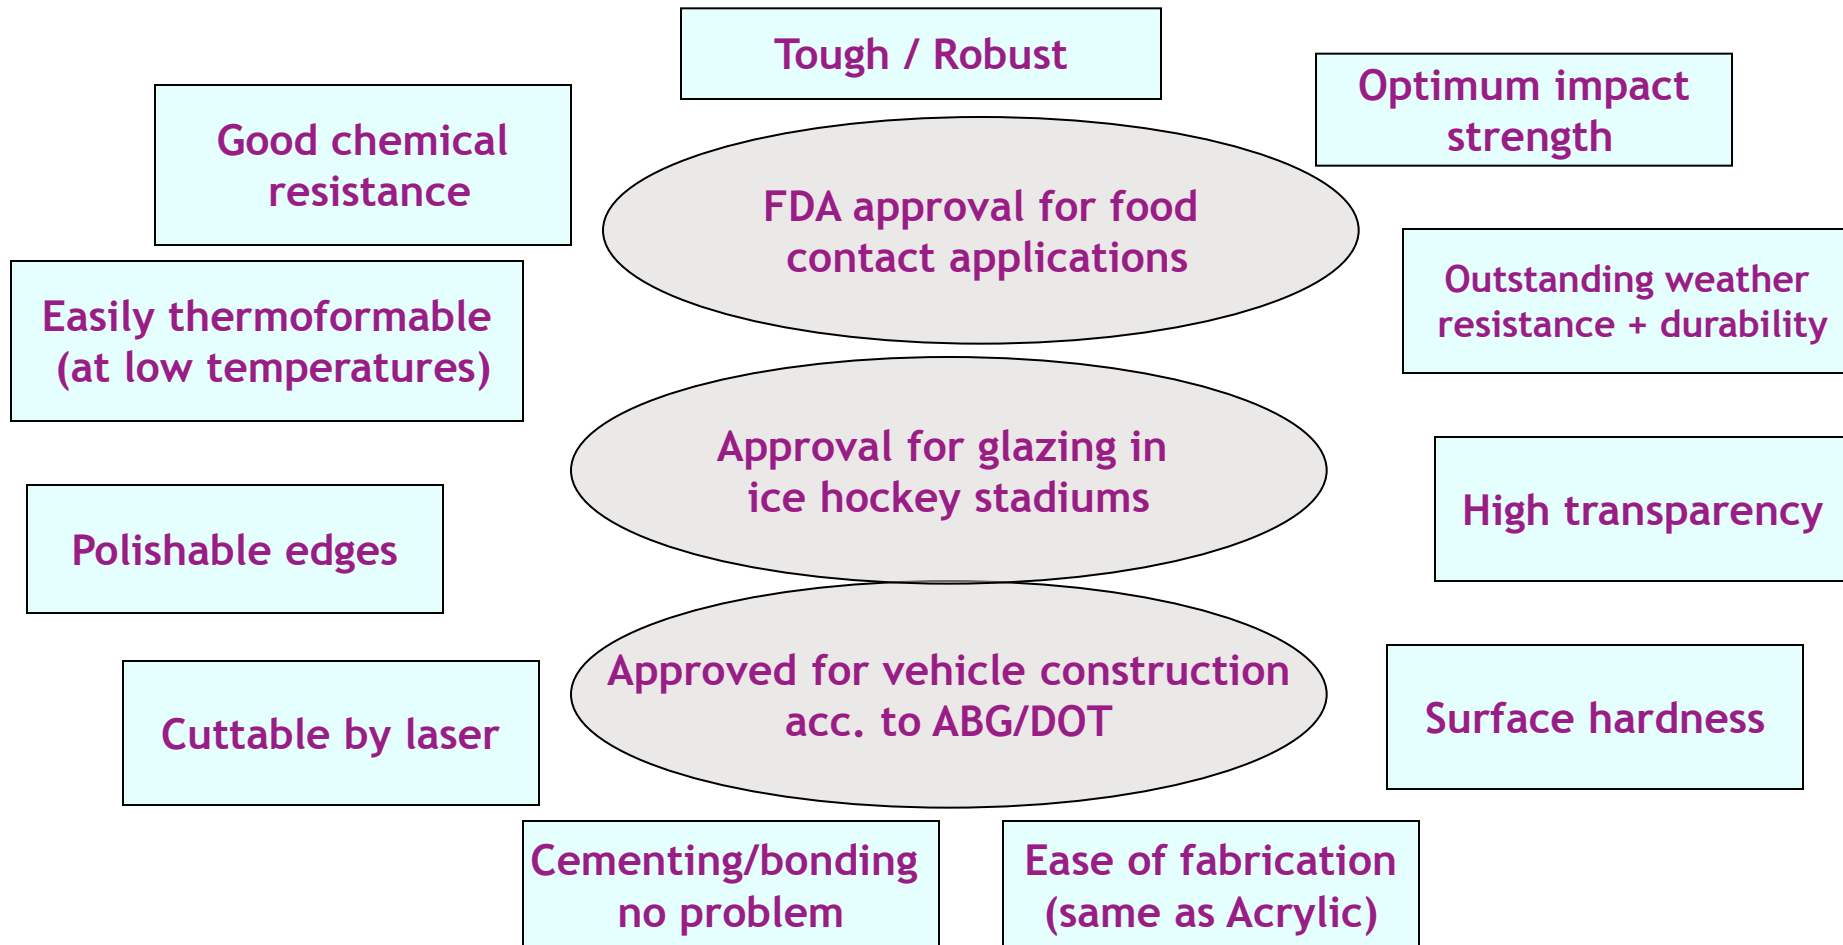 Tough / Robust
Optimum impact
strength
Good chemical
resistance
FDA approval for food
contact applications
Outstanding weather
resistance + durability
Easily thermoformable
(at low temperatures)
Approval for glazing in
ice hockey stadiums
High transparency
Polishable edges
Approved for vehicle construction
acc. to ABG/DOT
Surface hardness
Cuttable by laser
Cementing/bonding
no problem
Ease of fabrication
(same as Acrylic)